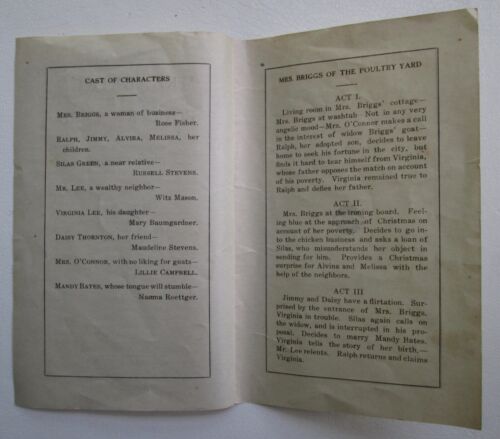 CAST OF CHARACTERS
MRS. BRIGGS, a woman of business—
Rose Fisher.
RALPH, JIMMY, ALVIRA, MELISSA, her
children.
SILAS GREEN, a near relative—
RUSSELL STEVENS.
MR. LEE, a wealthy neighbor—
Witz Mason.
VIRGINIA LEE, his daughter—
Mary Baumgardner.
DAISY THORNTON, her friend—
Maudeline Stevens.
MRS. O'CONNOR, with no liking for goats—
LILLIE CAMPBELL.
MANDY BATES, whose tongue will stumble—
Naoma Roettger.
MRS. BRIGGS OF THE POULTRY YARD
ACT I.
Living room in Mrs. Briggs' cottage—
Mrs. Briggs at washtub—Not in any very
angelic mood—Mrs. O'Connor makes a call
in the interest of widow Briggs' goat—
Ralph, her adopted son, decides to leave
home to seek his fortune in the city, but
finds it hard to tear himself from Virginia,
whose father opposes the match on account
of his poverty. Virginia remained true to
Ralph and defies her father.
ACT II.
Mrs. Briggs at the ironing board. Feel-
ing blue at the approach of Christmas on
account of her poverty. Decides to go in-
to the chicken business and asks a loan of
Silas, who misunderstands her object in
sending for him. Provides a Christmas
surprise for Alvina and Melissa with the
help of the neighbors.
ACT III
Jimmy and Daisy have a flirtation. Sur-
prised by the entrance of Mrs. Briggs,
Virginia in trouble. Silas again calls on
the widow, and is interrupted in his pro-
posal. Decides to marry Mandy Bates.
Virginia tells the story of her birth,—
Mr. Lee relents. Ralph returns and claims
Virginia.